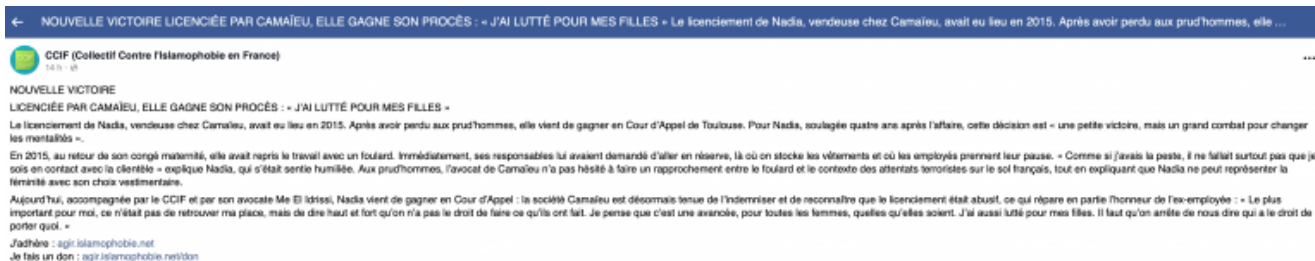 NOUVELLE VICTOIRE LICENCIÉE PAR CAMAÏEU, ELLE GAGNE SON PROCÈS : « J'AI LUTTÉ POUR MES FILLES » Le licenciement de Nadia, vendeuse chez Camaïeu, avait eu lieu en 2015. Après avoir perdu aux prud'hommes, elle ...
CCIF (Collectif Contre l'Islamophobie en France)
14 h ·
NOUVELLE VICTOIRE
LICENCIÉE PAR CAMAÏEU, ELLE GAGNE SON PROCÈS : « J'AI LUTTÉ POUR MES FILLES »
Le licenciement de Nadia, vendeuse chez Camaïeu, avait eu lieu en 2015. Après avoir perdu aux prud'hommes, elle vient de gagner en Cour d'Appel de Toulouse. Pour Nadia, soulagée quatre ans après l'affaire, cette décision est « une petite victoire, mais un grand combat pour changer
les mentalités ».
En 2015, au retour de son congé maternité, elle avait repris le travail avec un foulard. Immédiatement, ses responsables lui avaient demandé d'aller en réserve, là où on stocke les vêtements et où les employés prennent leur pause. « Comme si j'avais la peste, il ne fallait surtout pas que je
sois en contact avec la clientèle » explique Nadia, qui s'était sentie humiliée. Aux prud'hommes, l'avocat de Camaïeu n'a pas hésité à faire un rapprochement entre le foulard et le contexte des attentats terroristes sur le sol français, tout en expliquant que Nadia ne peut représenter la
féminité avec son choix vestimentaire.
Aujourd'hui, accompagnée par le CCIF et par son avocate Me El Idrissi, Nadia vient de gagner en Cour d'Appel : la société Camaïeu est désormais tenue de l'indemniser et de reconnaître que le licenciement était abusif, ce qui répare en partie l'honneur de l'ex-employée : « Le plus
important pour moi, ce n'était pas de retrouver ma place, mais de dire haut et fort qu'on n'a pas le droit de faire ce qu'ils ont fait. Je pense que c'est une avancée, pour toutes les femmes, quelles qu'elles soient. J'ai aussi lutté pour mes filles. Il faut qu'on arrête de nous dire qui a le droit de
porter quoi. »
J'adhère : agir.islamophobie.net
Je fais un don : agir.islamophobie.net/don